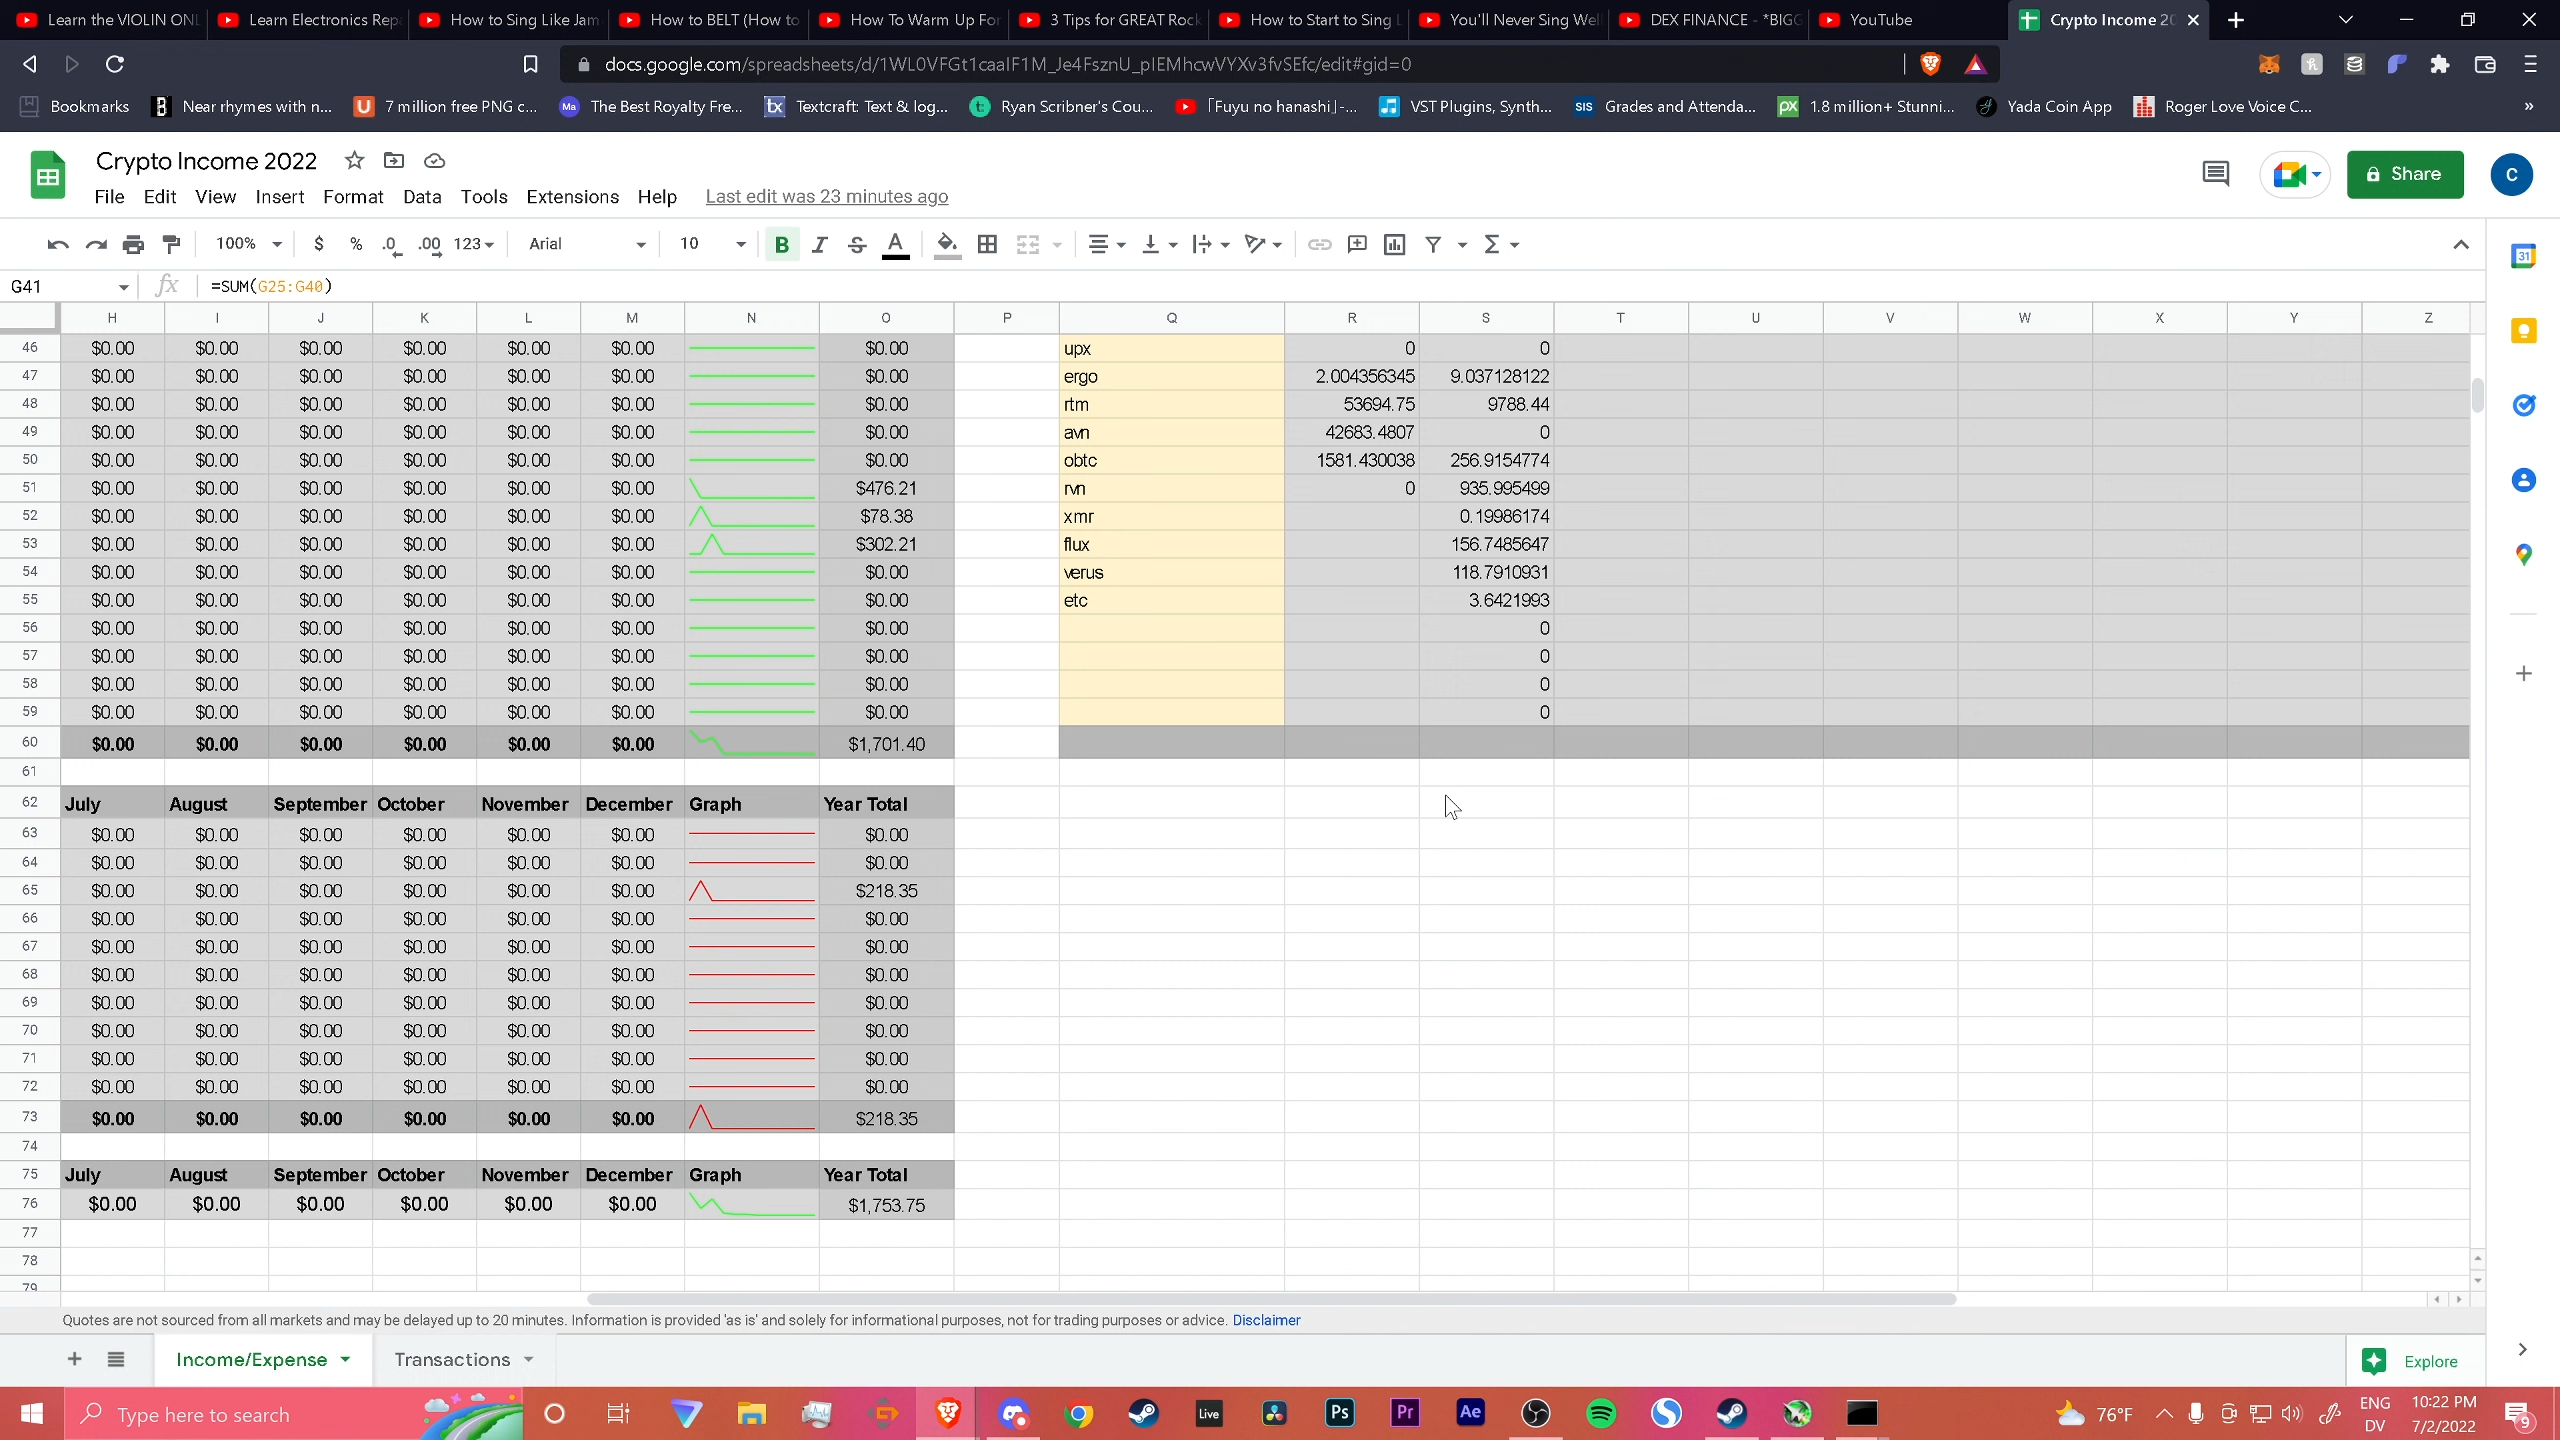 Learn the VIOLIN ONL
Learn Electronics Repa
How to Sing Like Jam
How to BELT (How to
How To Warm Up For
3 Tips for GREAT Rock
How to Start to Sing L
You'll Never Sing Wel
DEX FINANCE - *BIGG
YouTube
Crypto Income 20
docs.google.com/spreadsheets/d/1WL0VFGt1caaIF1M_Je4FsznU_pIEMhcwVYXv3fvSEfc/edit#gid=0
Bookmarks
Near rhymes with n...
7 million free PNG c...
The Best Royalty Fre...
Textcraft: Text & log...
Ryan Scribner's Cou...
「Fuyu no hanashi」-...
VST Plugins, Synth...
SIS Grades and Attenda...
PX 1.8 million+ Stunni...
Yada Coin App
Roger Love Voice C...
Crypto Income 2022
Share
C
File Edit View Insert Format Data Tools Extensions Help Last edit was 23 minutes ago
100% $ % .0 .00 123 Arial 10 B I S A
G41 fx =SUM(G25:G40)
H I J K L M N O P Q R S T U V W X Y Z
46 $0.00 $0.00 $0.00 $0.00 $0.00 $0.00 $0.00 upx 0 0
47 $0.00 $0.00 $0.00 $0.00 $0.00 $0.00 $0.00 ergo 2.004356345 9.037128122
48 $0.00 $0.00 $0.00 $0.00 $0.00 $0.00 $0.00 rtm 53694.75 9788.44
49 $0.00 $0.00 $0.00 $0.00 $0.00 $0.00 $0.00 avn 42683.4807 0
50 $0.00 $0.00 $0.00 $0.00 $0.00 $0.00 $0.00 obtc 1581.430038 256.9154774
51 $0.00 $0.00 $0.00 $0.00 $0.00 $0.00 $476.21 rvn 0 935.995499
52 $0.00 $0.00 $0.00 $0.00 $0.00 $0.00 $78.38 xmr 0.19986174
53 $0.00 $0.00 $0.00 $0.00 $0.00 $0.00 $302.21 flux 156.7485647
54 $0.00 $0.00 $0.00 $0.00 $0.00 $0.00 $0.00 verus 118.7910931
55 $0.00 $0.00 $0.00 $0.00 $0.00 $0.00 $0.00 etc 3.6421993
56 $0.00 $0.00 $0.00 $0.00 $0.00 $0.00 $0.00 0
57 $0.00 $0.00 $0.00 $0.00 $0.00 $0.00 $0.00 0
58 $0.00 $0.00 $0.00 $0.00 $0.00 $0.00 $0.00 0
59 $0.00 $0.00 $0.00 $0.00 $0.00 $0.00 $0.00 0
60 $0.00 $0.00 $0.00 $0.00 $0.00 $0.00 $1,701.40
61
62 July August September October November December Graph Year Total
63 $0.00 $0.00 $0.00 $0.00 $0.00 $0.00 $0.00
64 $0.00 $0.00 $0.00 $0.00 $0.00 $0.00 $0.00
65 $0.00 $0.00 $0.00 $0.00 $0.00 $0.00 $218.35
66 $0.00 $0.00 $0.00 $0.00 $0.00 $0.00 $0.00
67 $0.00 $0.00 $0.00 $0.00 $0.00 $0.00 $0.00
68 $0.00 $0.00 $0.00 $0.00 $0.00 $0.00 $0.00
69 $0.00 $0.00 $0.00 $0.00 $0.00 $0.00 $0.00
70 $0.00 $0.00 $0.00 $0.00 $0.00 $0.00 $0.00
71 $0.00 $0.00 $0.00 $0.00 $0.00 $0.00 $0.00
72 $0.00 $0.00 $0.00 $0.00 $0.00 $0.00 $0.00
73 $0.00 $0.00 $0.00 $0.00 $0.00 $0.00 $218.35
74
75 July August September October November December Graph Year Total
76 $0.00 $0.00 $0.00 $0.00 $0.00 $0.00 $1,753.75
77
78
79
Quotes are not sourced from all markets and may be delayed up to 20 minutes. Information is provided 'as is' and solely for informational purposes, not for trading purposes or advice. Disclaimer
Income/Expense Transactions Explore
Type here to search
Live Ps Pr Ae
76°F
ENG
DV
10:22 PM
7/2/2022
9
31